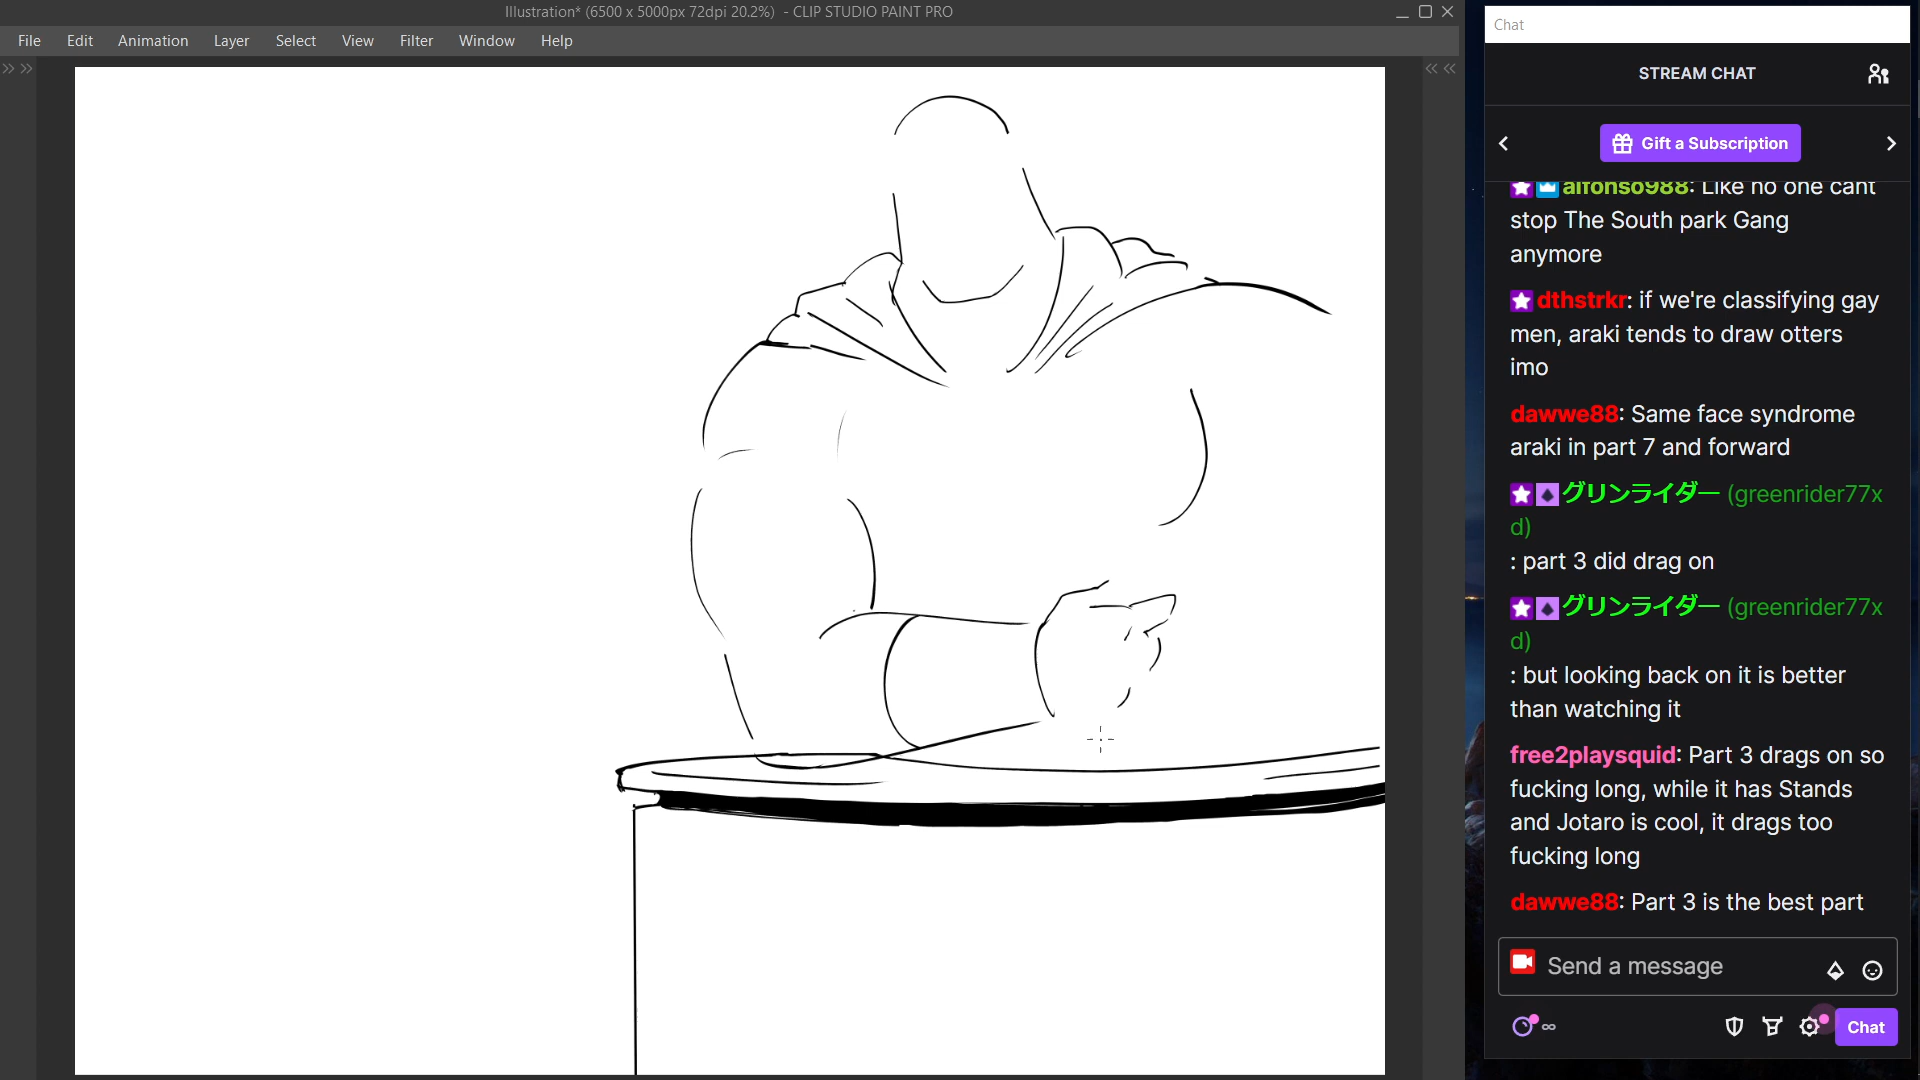 Illustration* (6500 x 5000px 72dpi 20.2%) - CLIP STUDIO PAINT PRO
File Edit Animation Layer Select View Filter Window Help
Chat
STREAM CHAT
Gift a Subscription
alfonso988: Like no one cant
stop The South park Gang
anymore
dthstrkr: if we're classifying gay
men, araki tends to draw otters
imo
dawwe88: Same face syndrome
araki in part 7 and forward
グリンライダー (greenrider77x
d)
: part 3 did drag on
グリンライダー (greenrider77x
d)
: but looking back on it is better
than watching it
free2playsquid: Part 3 drags on so
fucking long, while it has Stands
and Jotaro is cool, it drags too
fucking long
dawwe88: Part 3 is the best part
Send a message
∞
Chat